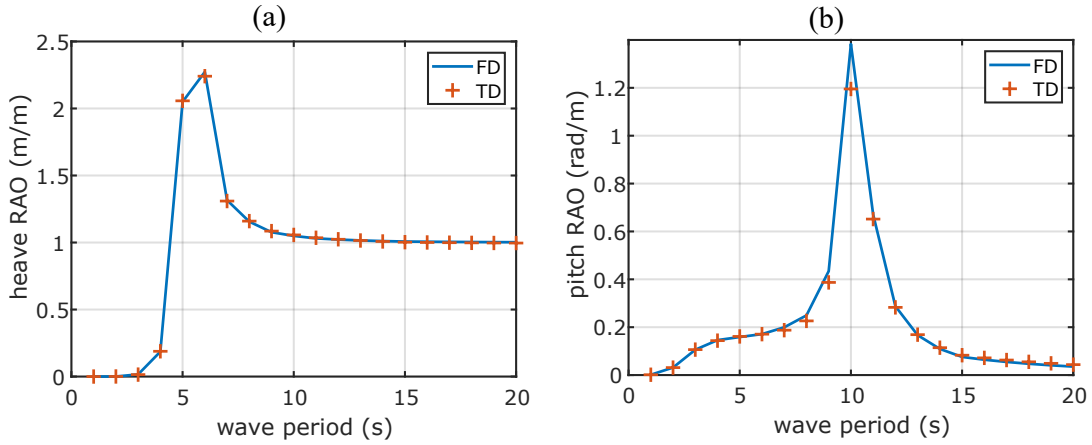 (a)
2.5
2
1.5
1
0.5
0
0
5
10
15
20
heave RAO (m/m)
wave period (s)
FD
TD
(b)
1.2
1
0.8
0.6
0.4
0.2
0
0
5
10
15
20
pitch RAO (rad/m)
wave period (s)
FD
TD